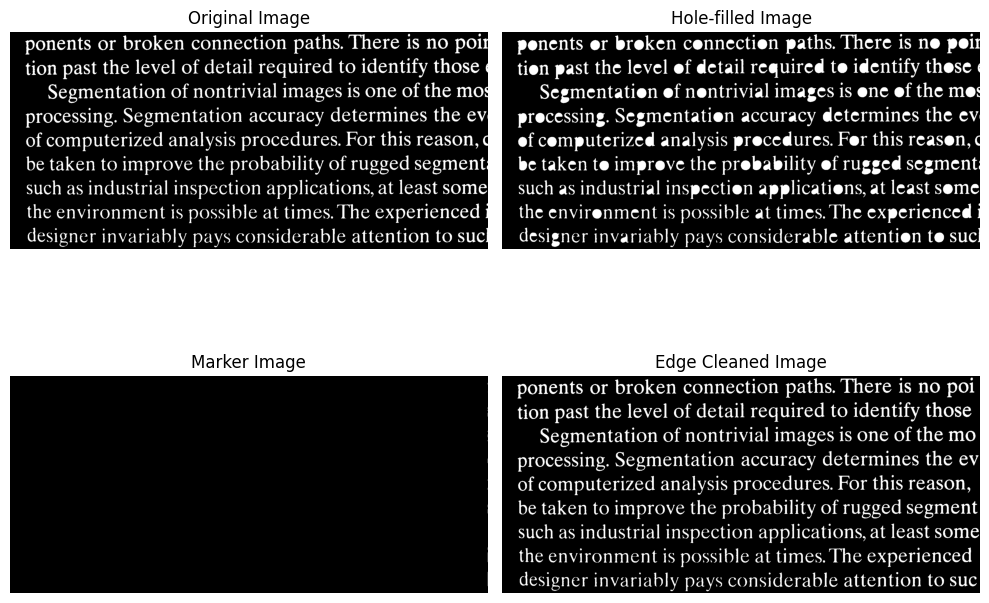 Original Image
ponents or broken connection paths. There is no poin
tion past the level of detail required to identify those
Segmentation of nontrivial images is one of the mos
processing. Segmentation accuracy determines the ev
of computerized analysis procedures. For this reason,
be taken to improve the probability of rugged segment
such as industrial inspection applications, at least some
the environment is possible at times. The experienced
designer invariably pays considerable attention to such
Hole-filled Image
ponents or broken connection paths. There is no poin
tion past the level of detail required to identify those
Segmentation of nontrivial images is one of the mos
processing. Segmentation accuracy determines the ev
of computerized analysis procedures. For this reason,
be taken to improve the probability of rugged segment
such as industrial inspection applications, at least some
the environment is possible at times. The experienced
designer invariably pays considerable attention to such
Marker Image
Edge Cleaned Image
ponents or broken connection paths. There is no poi
tion past the level of detail required to identify those
Segmentation of nontrivial images is one of the mo
processing. Segmentation accuracy determines the ev
of computerized analysis procedures. For this reason,
be taken to improve the probability of rugged segment
such as industrial inspection applications, at least some
the environment is possible at times. The experienced
designer invariably pays considerable attention to suc